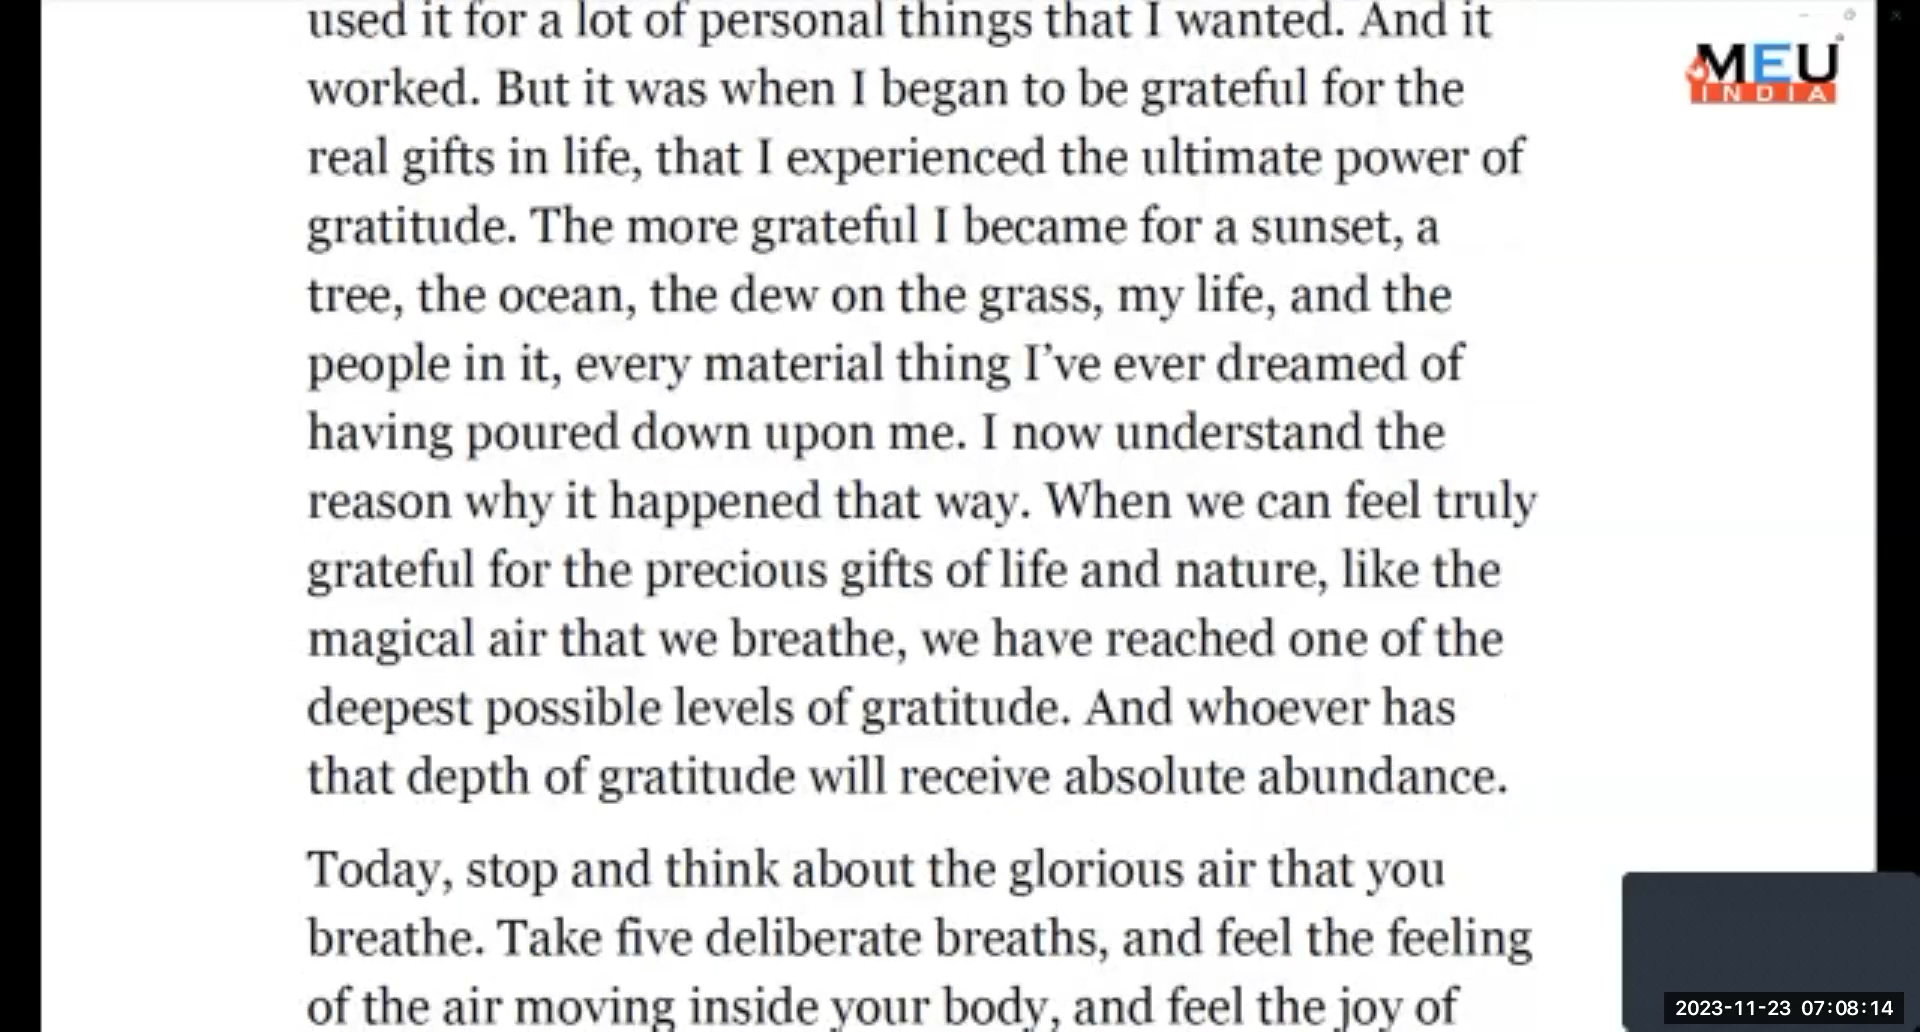 used it for a lot of personal things that I wanted. And it
worked. But it was when I began to be grateful for the
real gifts in life, that I experienced the ultimate power of
gratitude. The more grateful I became for a sunset, a
tree, the ocean, the dew on the grass, my life, and the
people in it, every material thing I’ve ever dreamed of
having poured down upon me. I now understand the
reason why it happened that way. When we can feel truly
grateful for the precious gifts of life and nature, like the
magical air that we breathe, we have reached one of the
deepest possible levels of gratitude. And whoever has
that depth of gratitude will receive absolute abundance.
Today, stop and think about the glorious air that you
breathe. Take five deliberate breaths, and feel the feeling
of the air moving inside your body, and feel the joy of
MEU
INDIA
2023-11-23 07:08:14